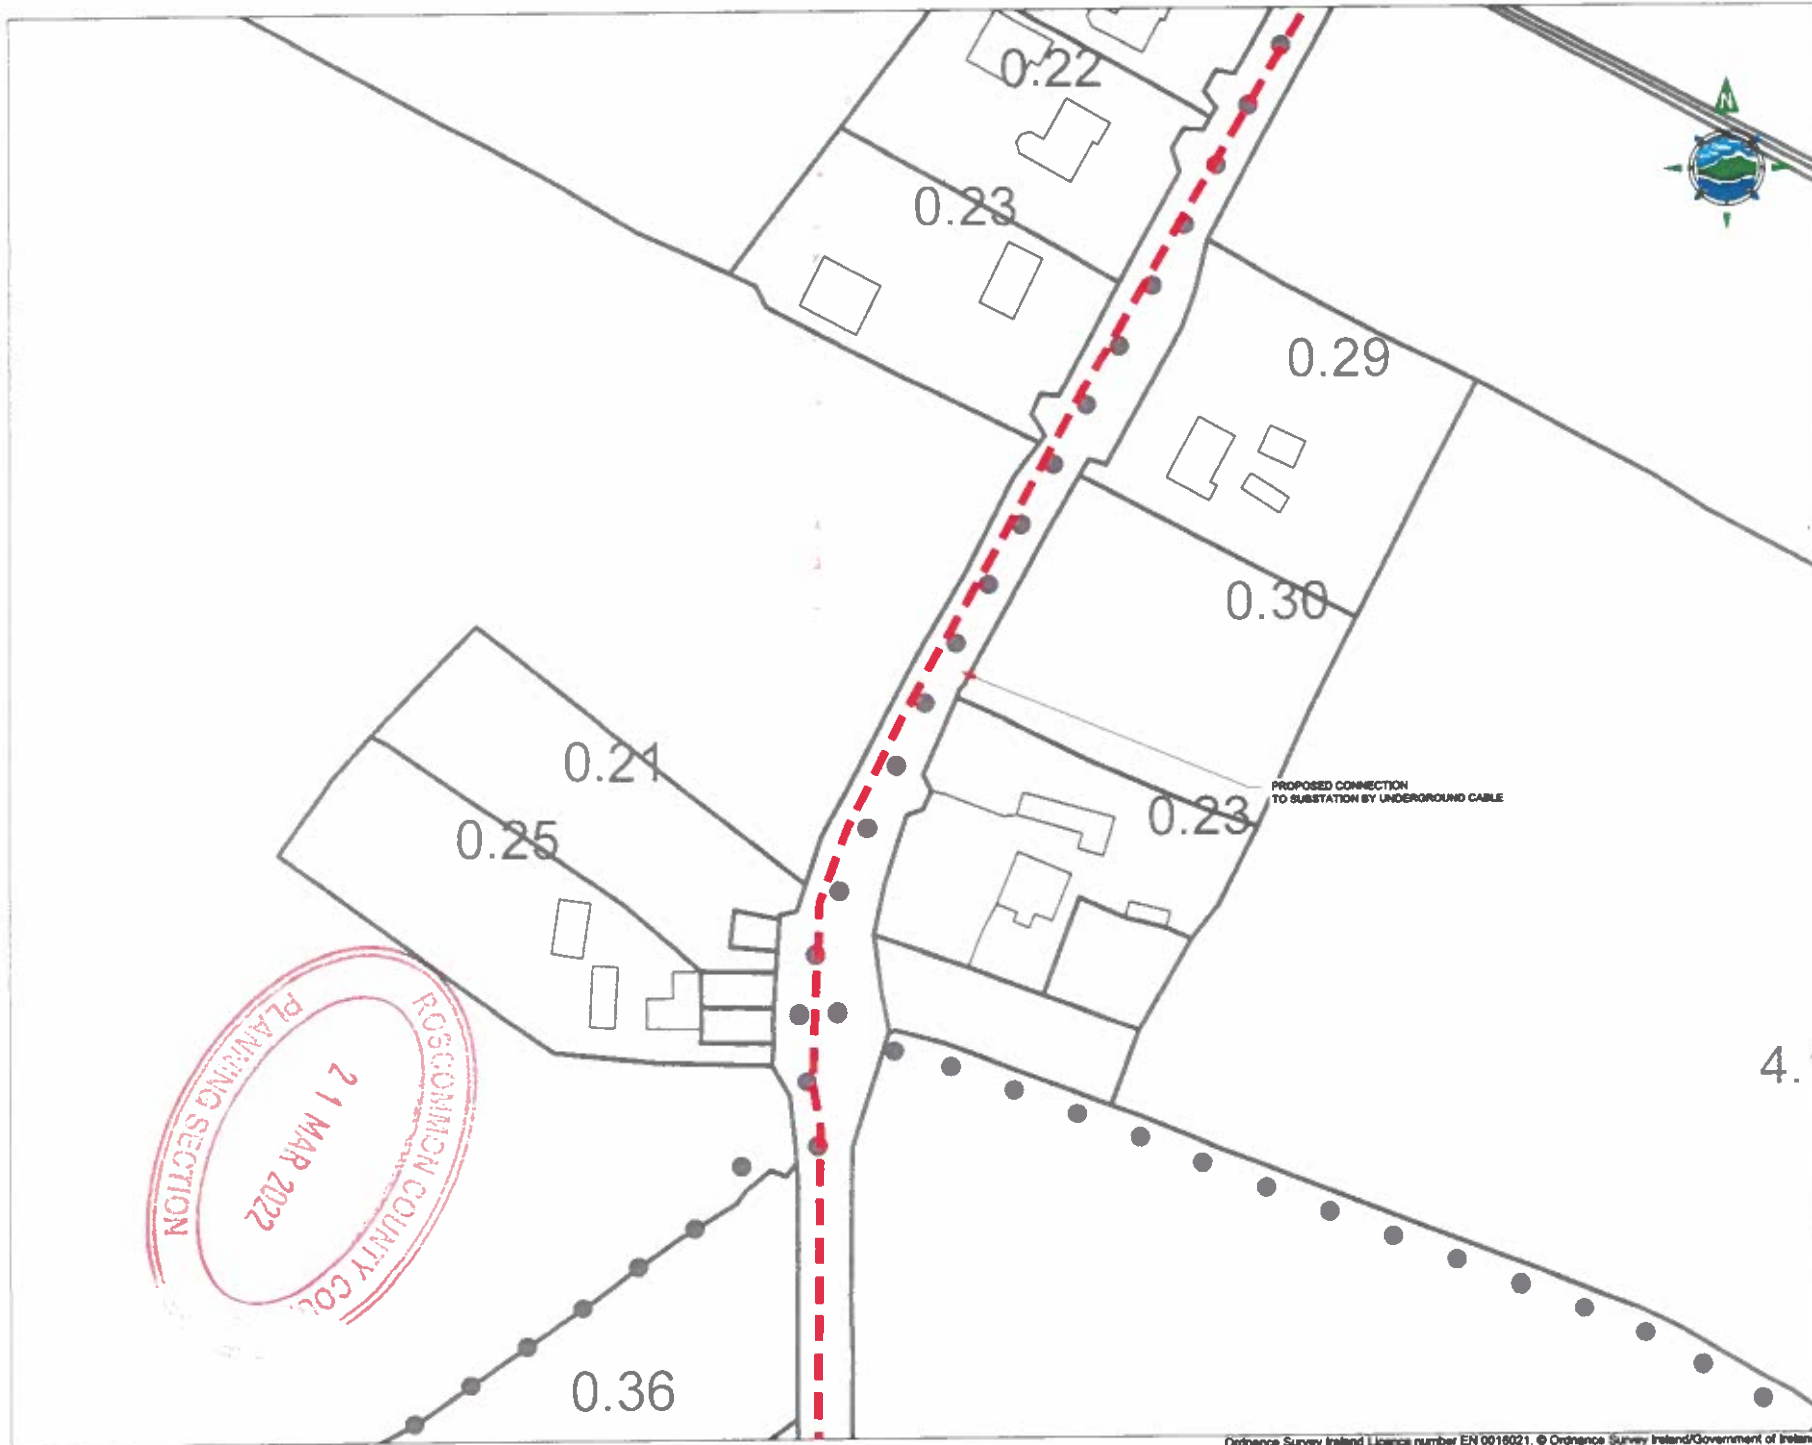 0.22
N
0.23
0.29
0.30
0.21
PROPOSED CONNECTION
TO SUBSTATION BY UNDERGROUND CABLE
0.23
0.25
ROSCOMMON COUNTY
PLANNING SECTION
21 MAR 2022
4.
0.36
Ordnance Survey Ireland Licence number EN 0016021. © Ordnance Survey Ireland/Government of Ireland